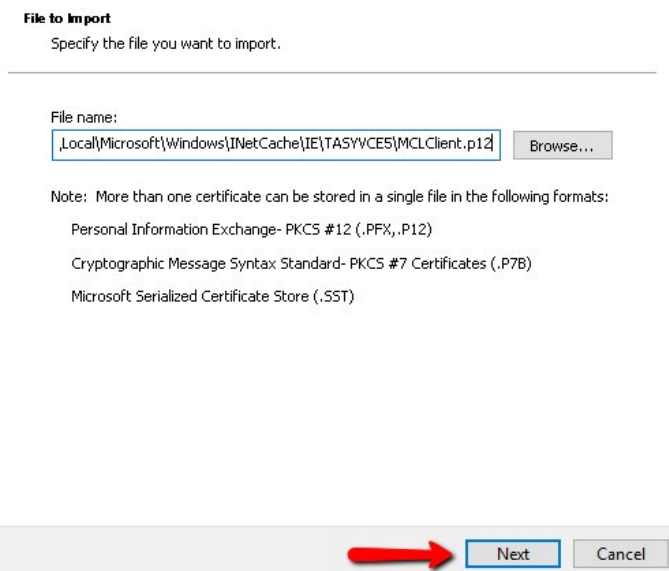 File to Import
Specify the file you want to import.
File name:
,Local\Microsoft\Windows\INetCache\IE\TASYVCE5\MCLClient.p12
Browse...
Note: More than one certificate can be stored in a single file in the following formats:
Personal Information Exchange- PKCS #12 (.PFX,.P12)
Cryptographic Message Syntax Standard- PKCS #7 Certificates (.P7B)
Microsoft Serialized Certificate Store (.SST)
Next
Cancel